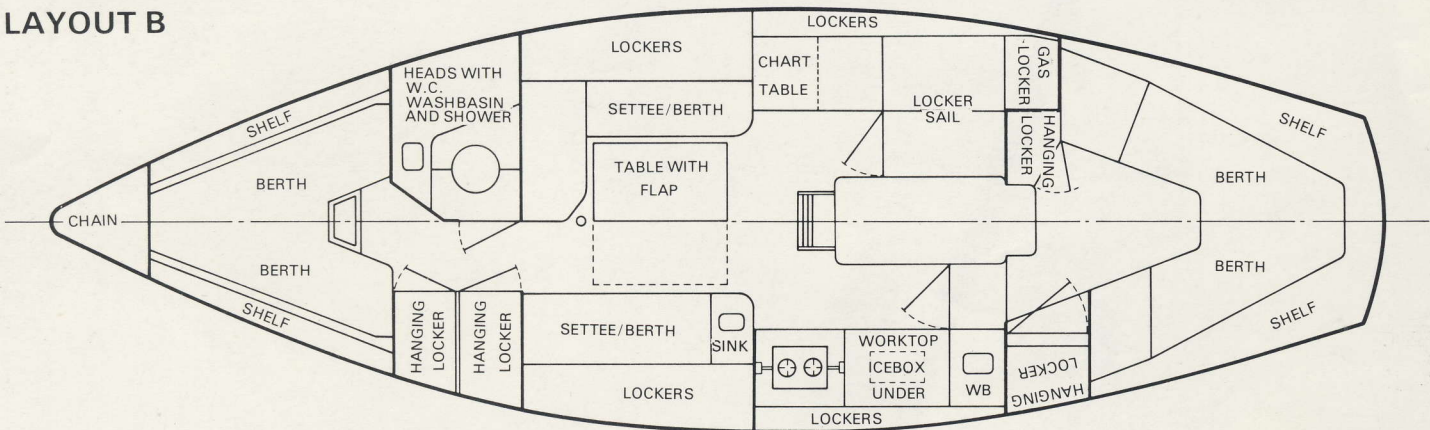 LAYOUT B
LOCKERS
LOCKERS
HEADS WITH
W.C.
WASHBASIN
AND SHOWER
CHART
TABLE
GAS
LOCKER
SETTEE/BERTH
LOCKER
SAIL
SHELF
HANGING
LOCKER
SHELF
BERTH
TABLE WITH
FLAP
BERTH
CHAIN
BERTH
BERTH
SHELF
SHELF
HANGING
LOCKER
HANGING
LOCKER
SETTEE/BERTH
SINK
WORKTOP
ICEBOX
UNDER
WB
HANGING
LOCKER
LOCKERS
LOCKERS